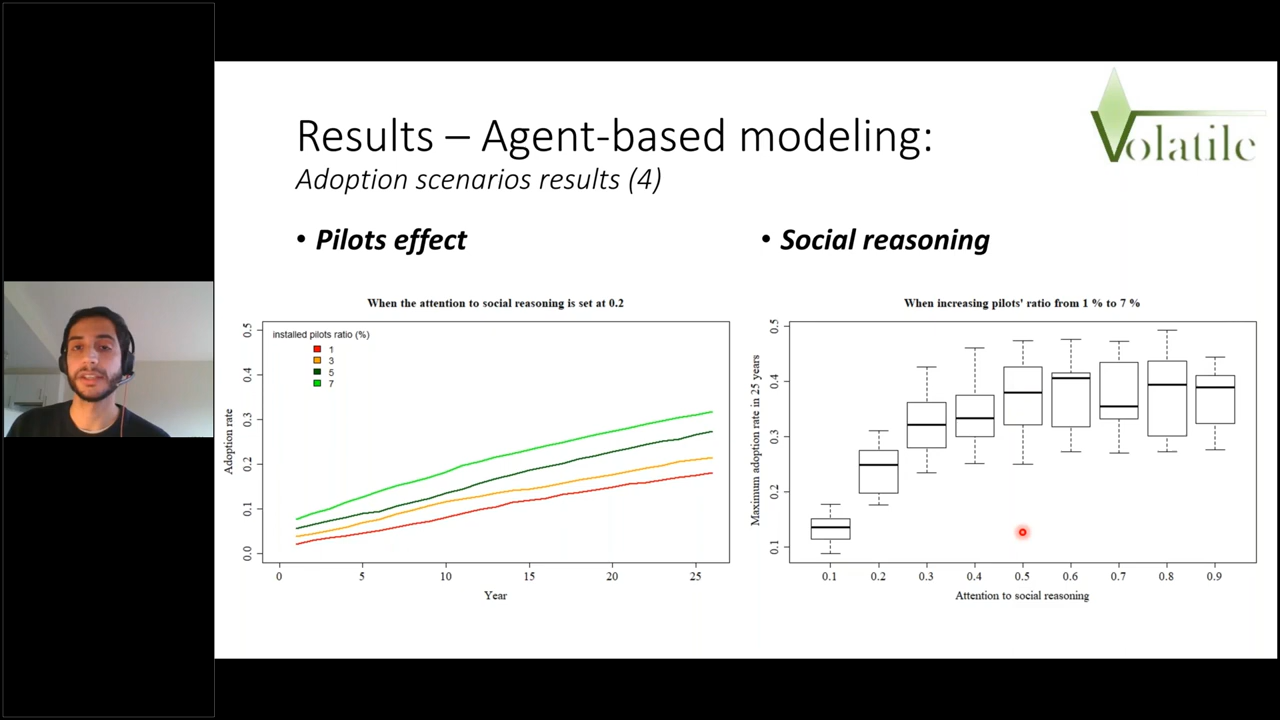 Volatile
Results – Agent-based modeling:
Adoption scenarios results (4)
• Pilots effect
When the attention to social reasoning is set at 0.2
installed pilots ratio (%)
1
3
5
7
Adoption rate
0.5
0.4
0.3
0.2
0.1
0.0
0 5 10 15 20 25
Year
• Social reasoning
When increasing pilots' ratio from 1 % to 7 %
Maximum adoption rate in 25 years
0.5
0.4
0.3
0.2
0.1
0.1 0.2 0.3 0.4 0.5 0.6 0.7 0.8 0.9
Attention to social reasoning